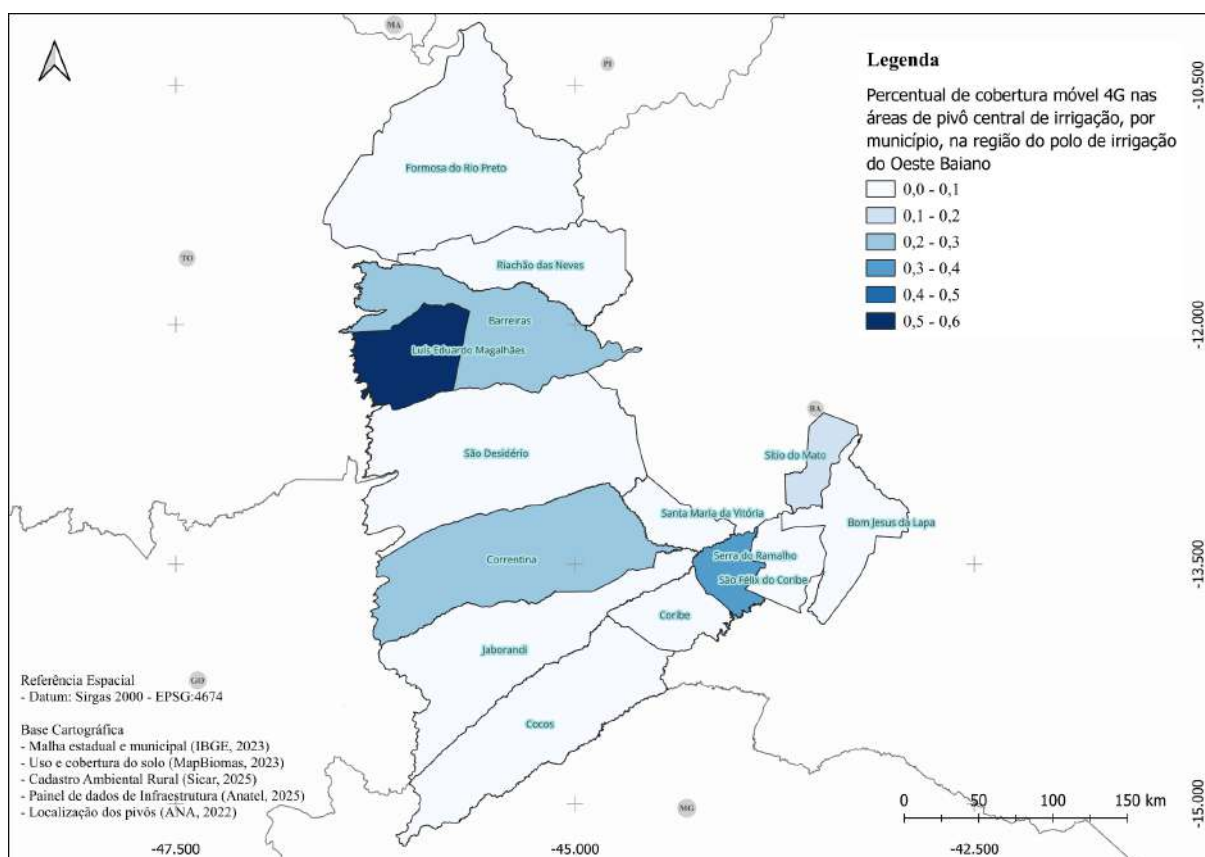 MA
PI
-10.500
Legenda
Percentual de cobertura móvel 4G nas
áreas de pivô central de irrigação, por
município, na região do polo de irrigação
do Oeste Baiano
0,0 - 0,1
0,1 - 0,2
0,2 - 0,3
0,3 - 0,4
0,4 - 0,5
0,5 - 0,6
Formosa do Rio Preto
TO
Riachão das Neves
Barreiras
-12.000
Luís Eduardo Magalhães
BA
São Desidério
Sítio do Mato
Santa Maria da Vitória
Bom Jesus da Lapa
Correntina
Serra do Ramalho
-13.500
São Félix do Coribe
Coribe
Jaborandi
GO
Referência Espacial
- Datum: Sirgas 2000 - EPSG:4674
Cocos
Base Cartográfica
- Malha estadual e municipal (IBGE, 2023)
- Uso e cobertura do solo (MapBiomas, 2023)
- Cadastro Ambiental Rural (Sicar, 2025)
- Painel de dados de Infraestrutura (Anatel, 2025)
- Localização dos pivôs (ANA, 2022)
MG
0 50 100 150 km
-15.000
-47.500 -45.000 -42.500